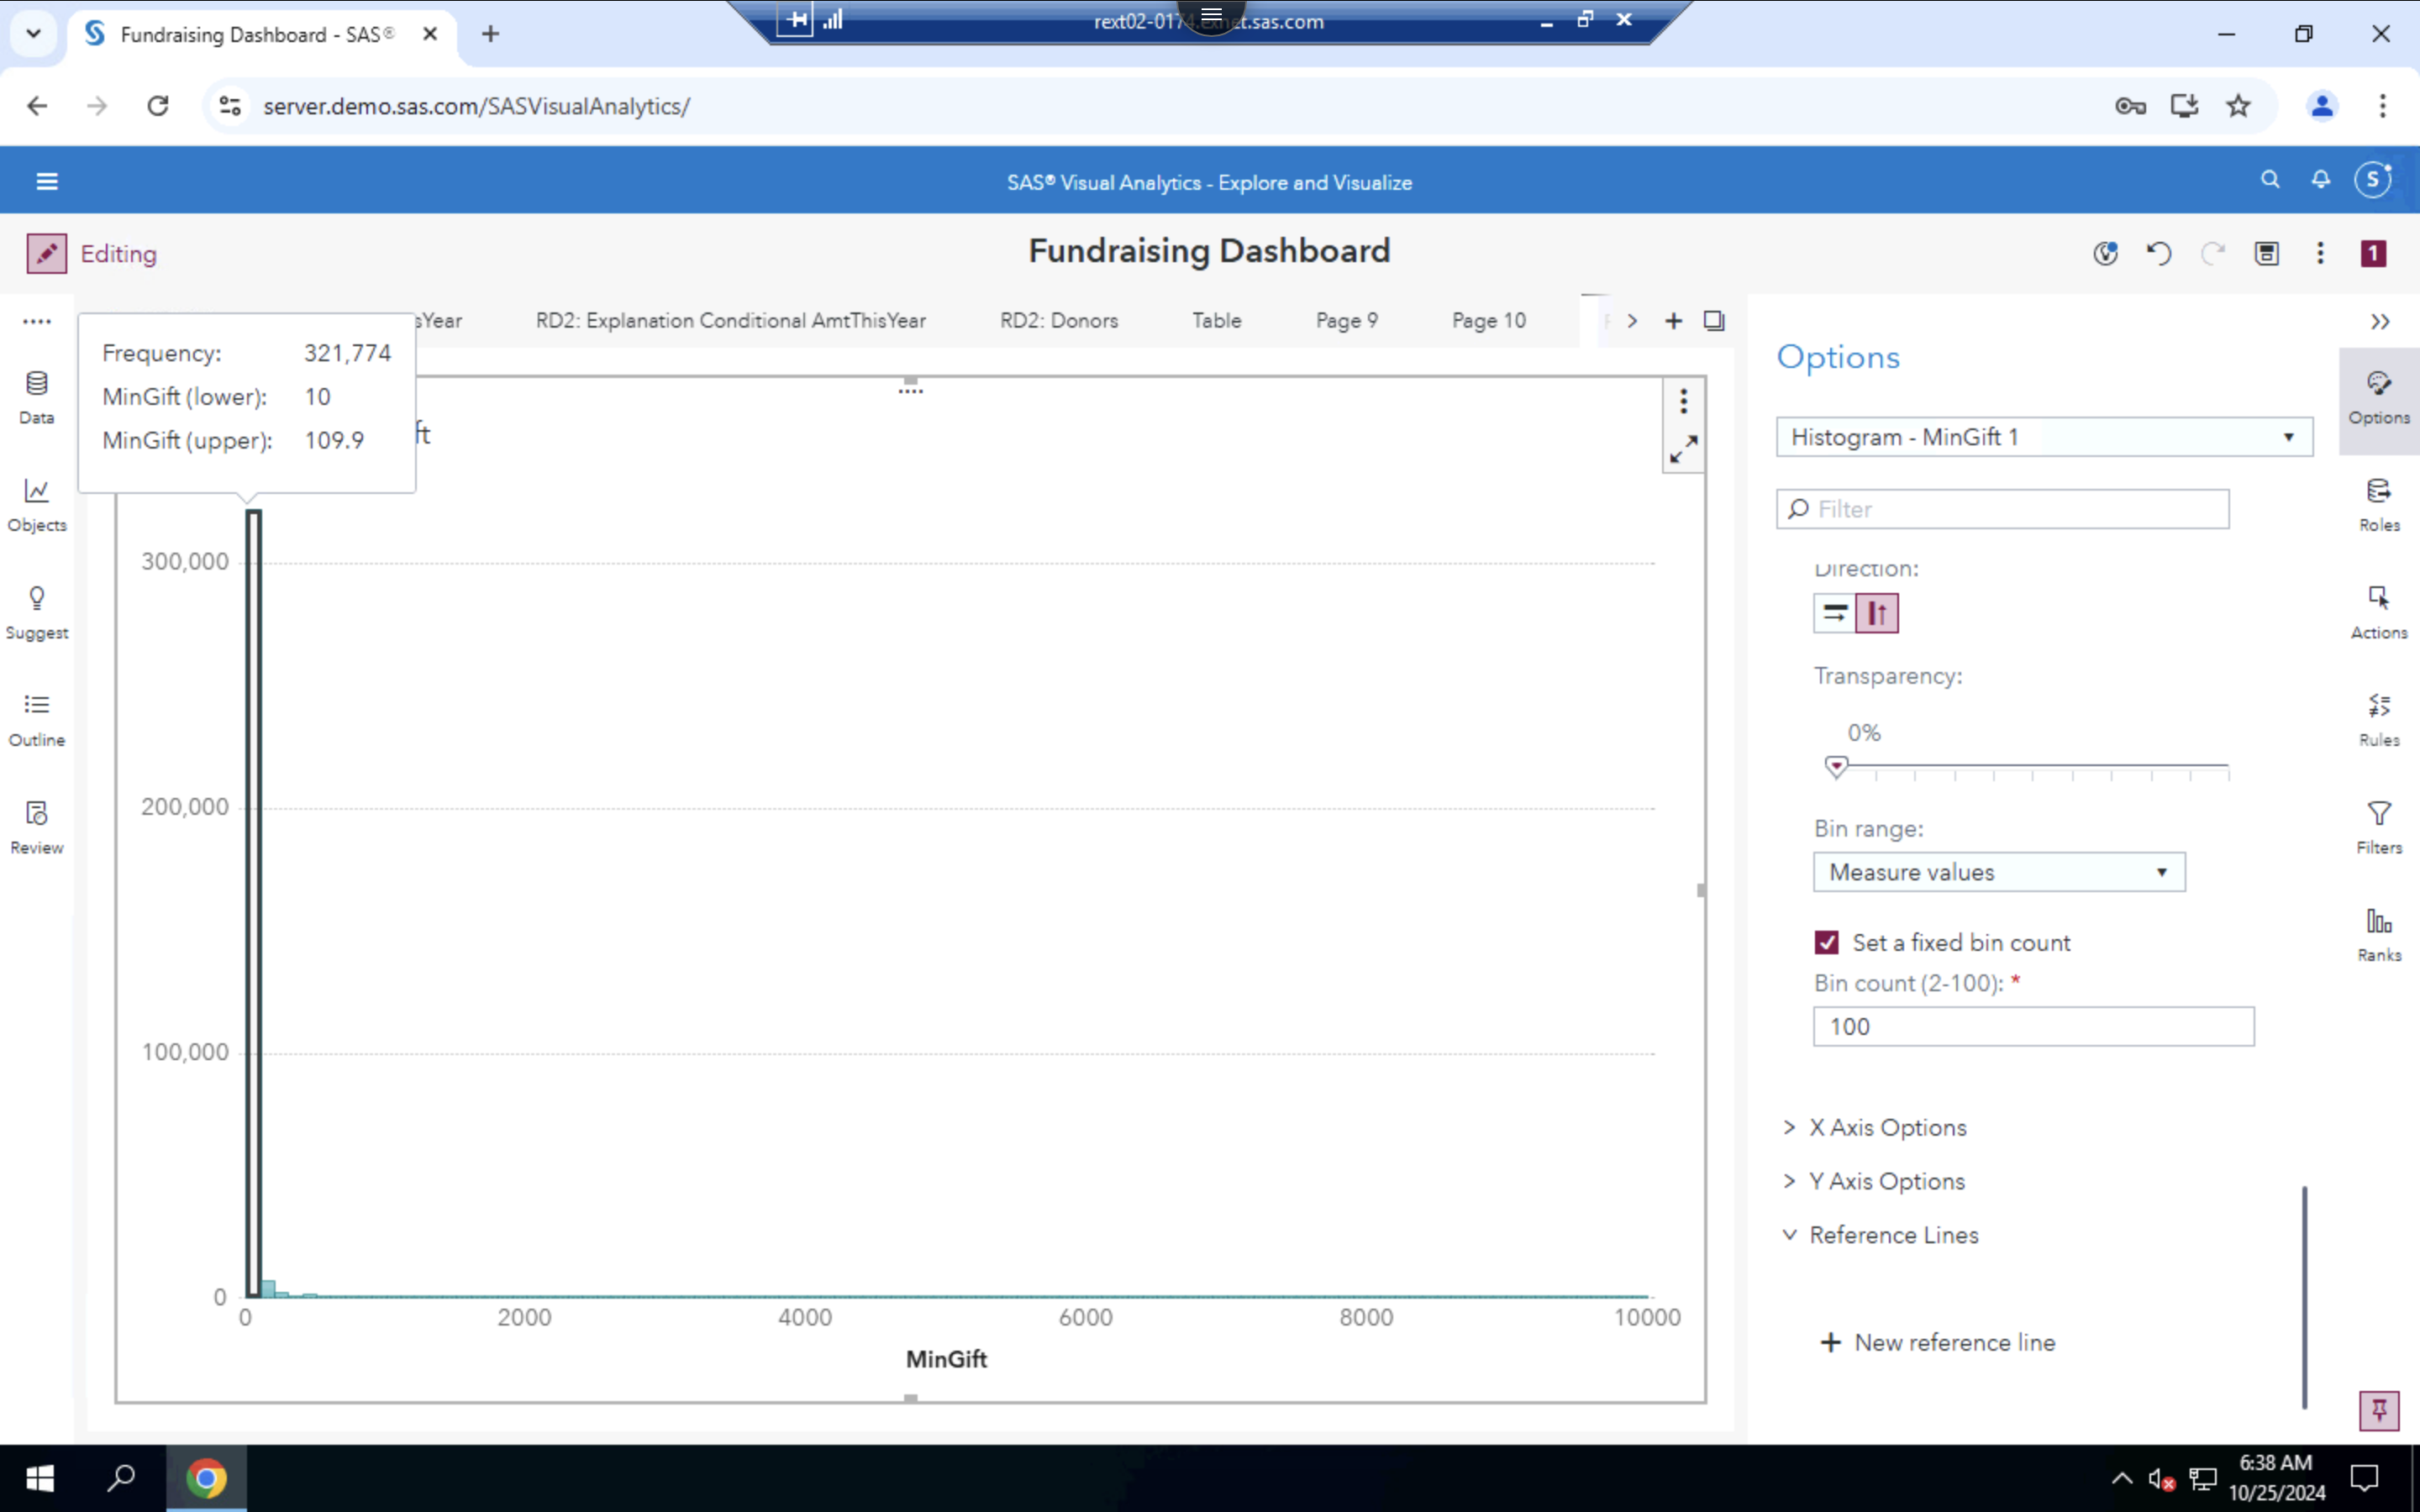 Fundraising Dashboard - SAS®
rext02-0174.exnet.sas.com
server.demo.sas.com/SASVisualAnalytics/
SAS® Visual Analytics - Explore and Visualize
S
Editing
Fundraising Dashboard
1
sYear
RD2: Explanation Conditional AmtThisYear
RD2: Donors
Table
Page 9
Page 10
Data
Objects
Suggest
Outline
Review
Frequency: 321,774
MinGift (lower): 10
MinGift (upper): 109.9
ft
300,000
200,000
100,000
0
0 2000 4000 6000 8000 10000
MinGift
Options
Histogram - MinGift 1
Filter
Direction:
Transparency:
0%
Bin range:
Measure values
Set a fixed bin count
Bin count (2-100): *
100
X Axis Options
Y Axis Options
Reference Lines
New reference line
Options
Roles
Actions
Rules
Filters
Ranks
6:38 AM
10/25/2024